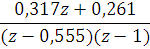 0,317z + 0,261
(z − 0,555)(z − 1)